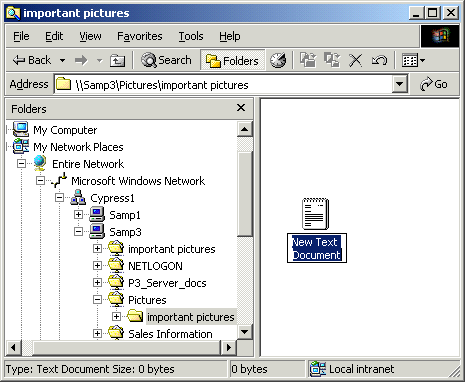 important pictures
File Edit View Favorites Tools Help
Back Search Folders
Address \\Samp3\Pictures\important pictures Go
Folders
My Computer
My Network Places
Entire Network
Microsoft Windows Network
Cypress1
Samp1
Samp3
important pictures
NETLOGON
P3_Server_docs
Pictures
important pictures
Sales Information
New Text
Document
Type: Text Document Size: 0 bytes 0 bytes Local intranet